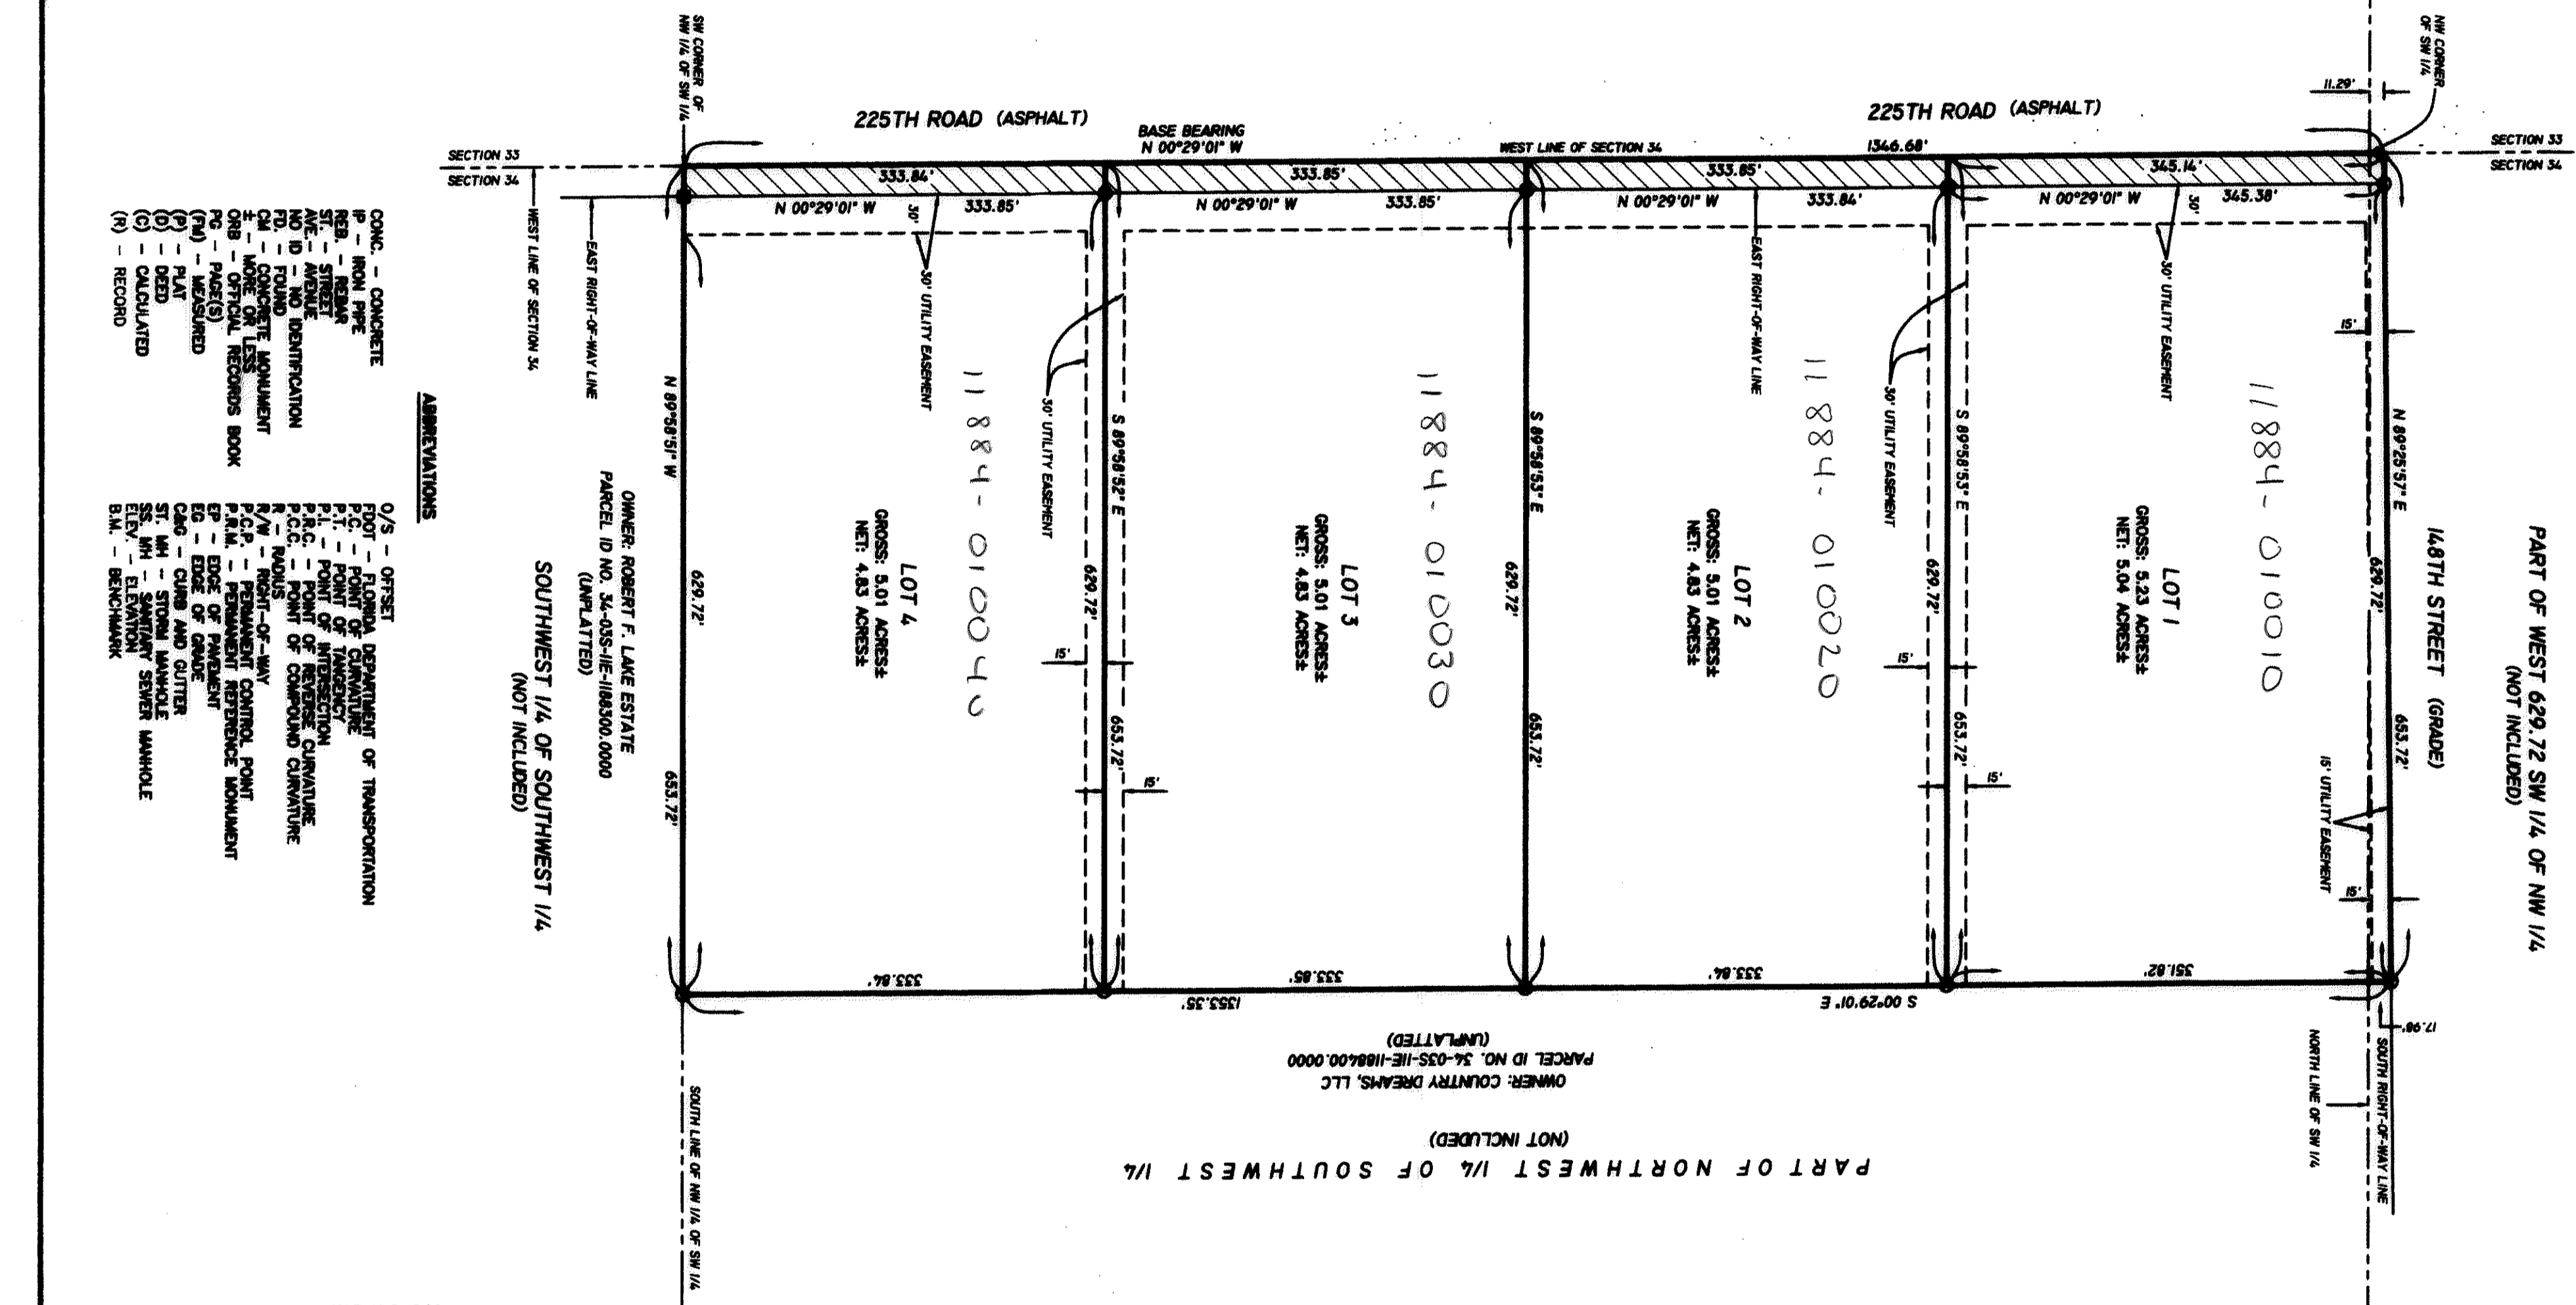 SW CORNER OF
NW 1/4 OF SW 1/4
NW CORNER
OF SW 1/4
11.29'
225TH ROAD (ASPHALT)
225TH ROAD (ASPHALT)
BASE BEARING
N 00°29'01" W
WEST LINE OF SECTION 34
1346.68'
SECTION 33
SECTION 34
SECTION 33
SECTION 34
333.84'
333.85'
333.85'
345.14'
N 00°29'01" W
30'
333.85'
N 00°29'01" W
333.85'
N 00°29'01" W
333.84'
N 00°29'01" W
30'
345.38'
WEST LINE OF SECTION 34
EAST RIGHT-OF-WAY LINE
30' UTILITY EASEMENT
30' UTILITY EASEMENT
EAST RIGHT-OF-WAY LINE
30' UTILITY EASEMENT
30' UTILITY EASEMENT
15'
N 89°58'51" W
629.72'
653.72'
S 89°58'52" E
629.72'
653.72'
S 89°58'53" E
629.72'
653.72'
S 89°58'53" E
629.72'
653.72'
N 89°25'57" E
629.72'
653.72'
148TH STREET (GRADE)
PART OF WEST 629.72 SW 1/4 OF NW 1/4
(NOT INCLUDED)
11884-010010
LOT 1
GROSS: 5.23 ACRES±
NET: 5.04 ACRES±
11884-010020
LOT 2
GROSS: 5.01 ACRES±
NET: 4.83 ACRES±
11884-010030
LOT 3
GROSS: 5.01 ACRES±
NET: 4.83 ACRES±
11884-010040
LOT 4
GROSS: 5.01 ACRES±
NET: 4.83 ACRES±
15'
15'
15'
15'
15' UTILITY EASEMENT
15'
OWNER: ROBERT F. LAKE ESTATE
PARCEL ID NO. 34-03S-11E-1188300.0000
(UNPLATTED)
SOUTHWEST 1/4 OF SOUTHWEST 1/4
(NOT INCLUDED)
333.84'
333.85'
333.84'
351.82'
1353.35'
S 00°29'01" E
17.98'
OWNER: COUNTRY DREAMS, LLC
PARCEL ID NO. 34-03S-11E-1188400.0000
(UNPLATTED)
PART OF NORTHWEST 1/4 OF SOUTHWEST 1/4
(NOT INCLUDED)
SOUTH LINE OF NW 1/4 OF SW 1/4
NORTH LINE OF SW 1/4
SOUTH RIGHT-OF-WAY LINE
ABBREVIATIONS
CONC. - CONCRETE
IP - IRON PIPE
REB. - REBAR
ST. - STREET
AVE. - AVENUE
NO ID - NO IDENTIFICATION
FD. - FOUND
CM - CONCRETE MONUMENT
± - MORE OR LESS
ORB - OFFICIAL RECORDS BOOK
PG - PAGE(S)
(FM) - MEASURED
(P) - PLAT
(D) - DEED
(C) - CALCULATED
(R) - RECORD
O/S - OFFSET
FDOT - FLORIDA DEPARTMENT OF TRANSPORTATION
P.C. - POINT OF CURVATURE
P.T. - POINT OF TANGENCY
P.I. - POINT OF INTERSECTION
P.R.C. - POINT OF REVERSE CURVATURE
P.C.C. - POINT OF COMPOUND CURVATURE
R - RADIUS
R/W - RIGHT-OF-WAY
P.C.P. - PERMANENT CONTROL POINT
P.R.M. - PERMANENT REFERENCE MONUMENT
EP - EDGE OF PAVEMENT
EG - EDGE OF GRADE
C&G - CURB AND GUTTER
ST. MH - STORM MANHOLE
SS. MH - SANITARY SEWER MANHOLE
ELEV. - ELEVATION
B.M. - BENCHMARK